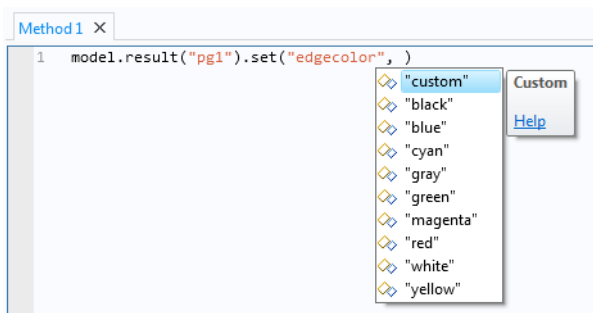 Method 1 ×
1 model.result("pg1").set("edgecolor", )
"custom"
"black"
"blue"
"cyan"
"gray"
"green"
"magenta"
"red"
"white"
"yellow"
Custom
Help